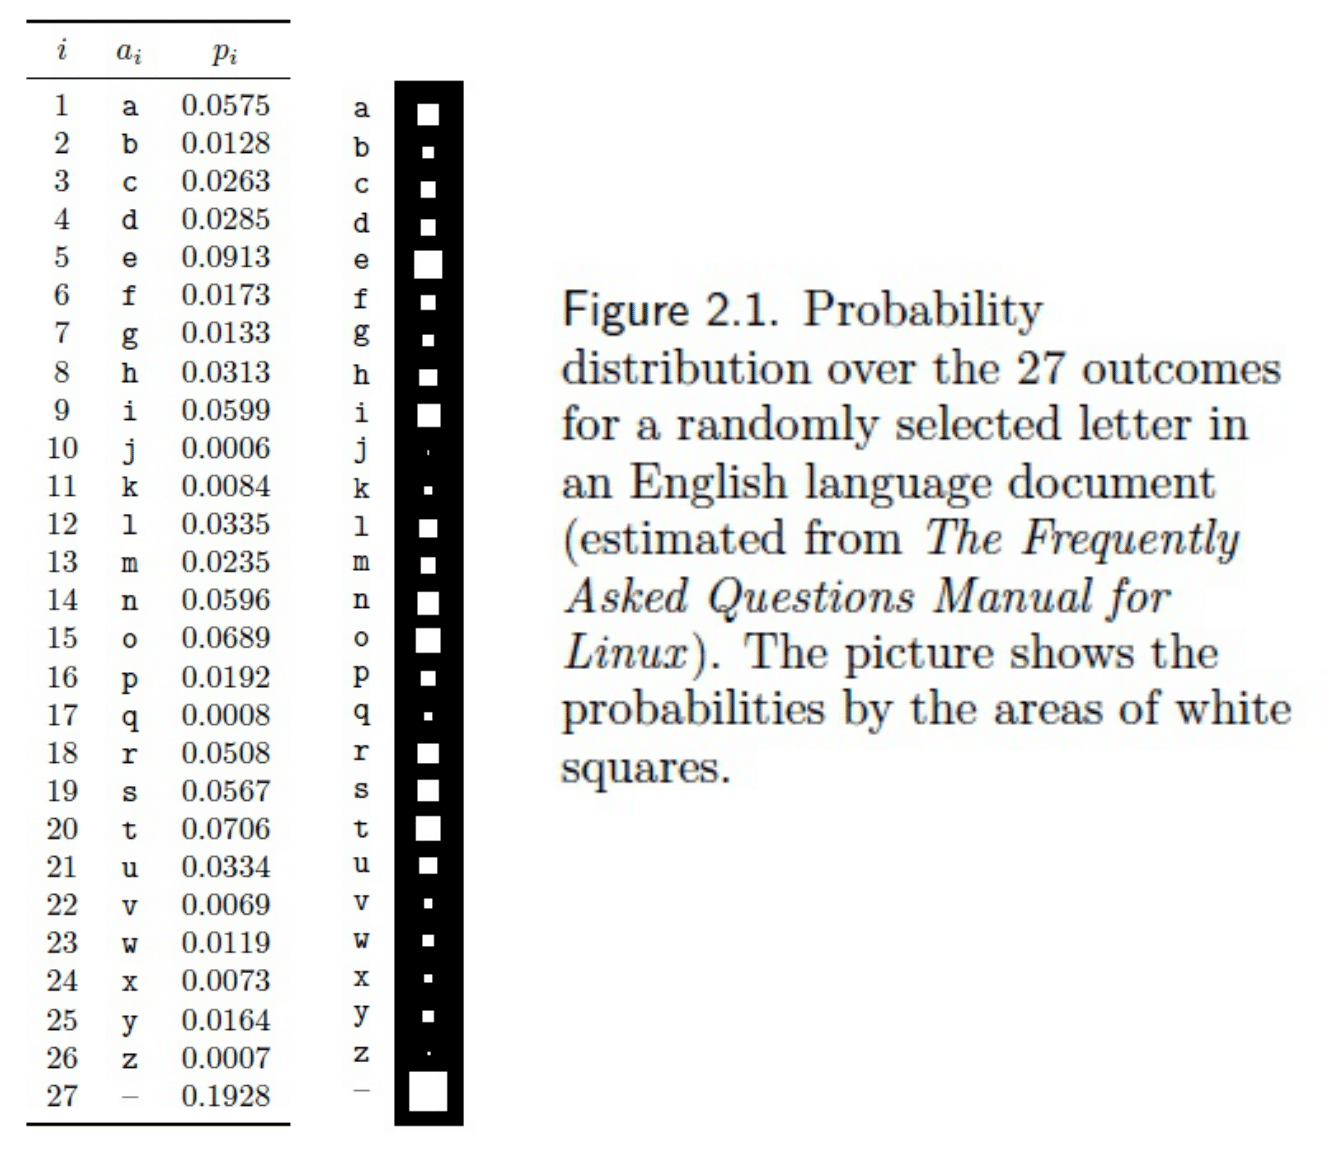 i a_i p_i
1 a 0.0575
2 b 0.0128
3 c 0.0263
4 d 0.0285
5 e 0.0913
6 f 0.0173
7 g 0.0133
8 h 0.0313
9 i 0.0599
10 j 0.0006
11 k 0.0084
12 l 0.0335
13 m 0.0235
14 n 0.0596
15 o 0.0689
16 p 0.0192
17 q 0.0008
18 r 0.0508
19 s 0.0567
20 t 0.0706
21 u 0.0334
22 v 0.0069
23 w 0.0119
24 x 0.0073
25 y 0.0164
26 z 0.0007
27 – 0.1928
a
b
c
d
e
f
g
h
i
j
k
l
m
n
o
p
q
r
s
t
u
v
w
x
y
z
–
Figure 2.1. Probability
distribution over the 27 outcomes
for a randomly selected letter in
an English language document
(estimated from The Frequently
Asked Questions Manual for
Linux). The picture shows the
probabilities by the areas of white
squares.